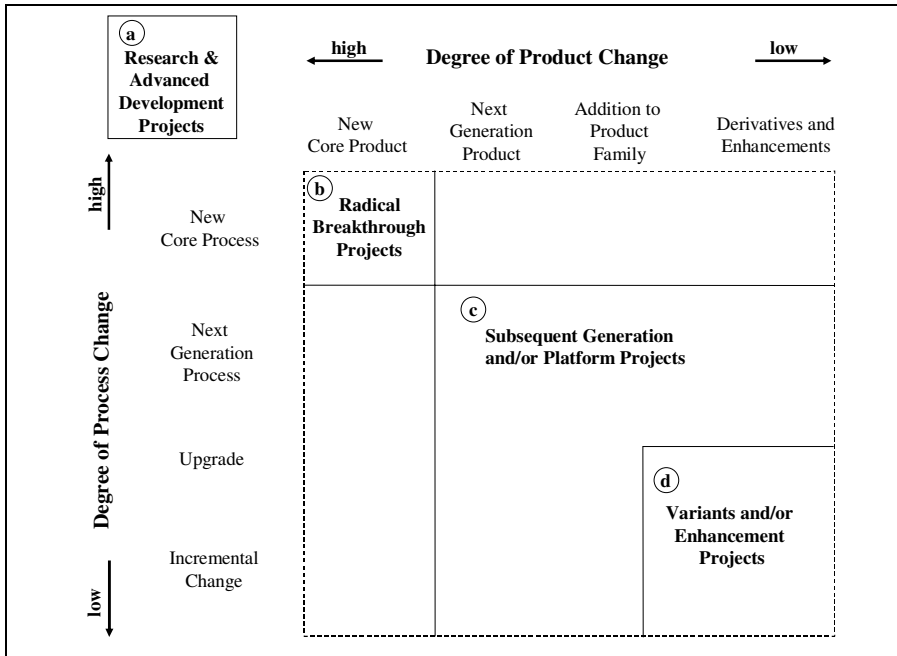 a
Research &
Advanced
Development
Projects
high
Degree of Product Change
low
New
Core Product
Next
Generation
Product
Addition to
Product
Family
Derivatives and
Enhancements
high
Degree of Process Change
low
New
Core Process
Next
Generation
Process
Upgrade
Incremental
Change
b
Radical
Breakthrough
Projects
c
Subsequent Generation
and/or Platform Projects
d
Variants and/or
Enhancement
Projects